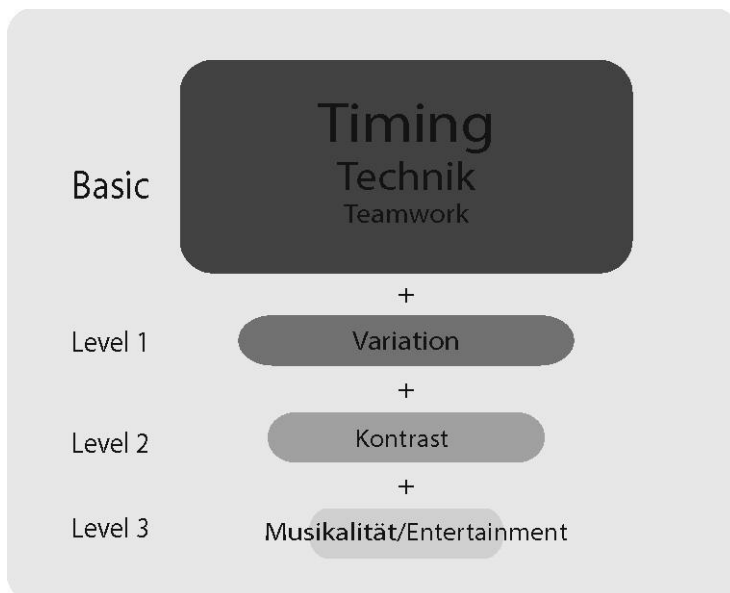 Timing
Technik
Basic
Teamwork
+
Level 1 Variation
+
Level 2 Kontrast
+
Level 3 Musikalität/Entertainment